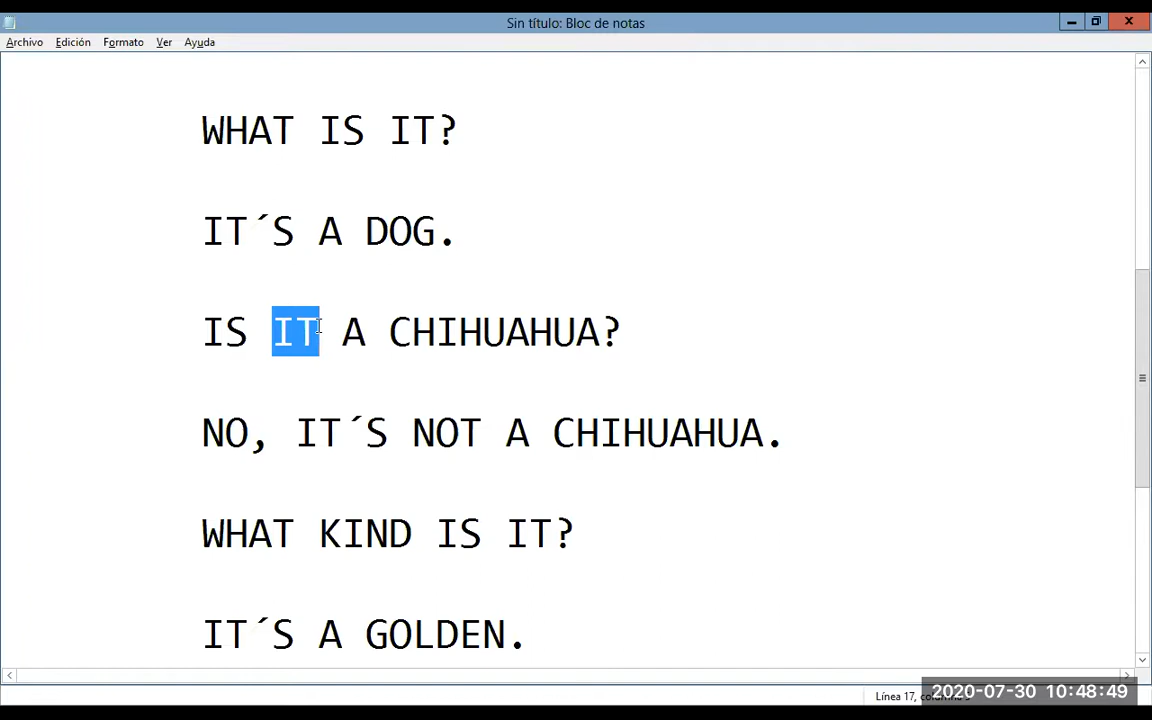 Sin título: Bloc de notas
Archivo Edición Formato Ver Ayuda
WHAT IS IT?
IT´S A DOG.
IS IT A CHIHUAHUA?
NO, IT´S NOT A CHIHUAHUA.
WHAT KIND IS IT?
IT´S A GOLDEN.
Línea 17,
2020-07-30 10:48:49